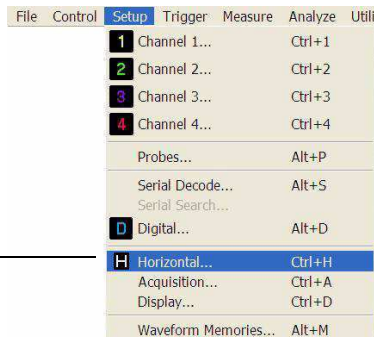 File Control Setup Trigger Measure Analyze Utili
1 Channel 1... Ctrl+1
2 Channel 2... Ctrl+2
3 Channel 3... Ctrl+3
4 Channel 4... Ctrl+4
Probes... Alt+P
Serial Decode... Alt+S
Serial Search...
D Digital... Alt+D
H Horizontal... Ctrl+H
Acquisition... Ctrl+A
Display... Ctrl+D
Waveform Memories... Alt+M